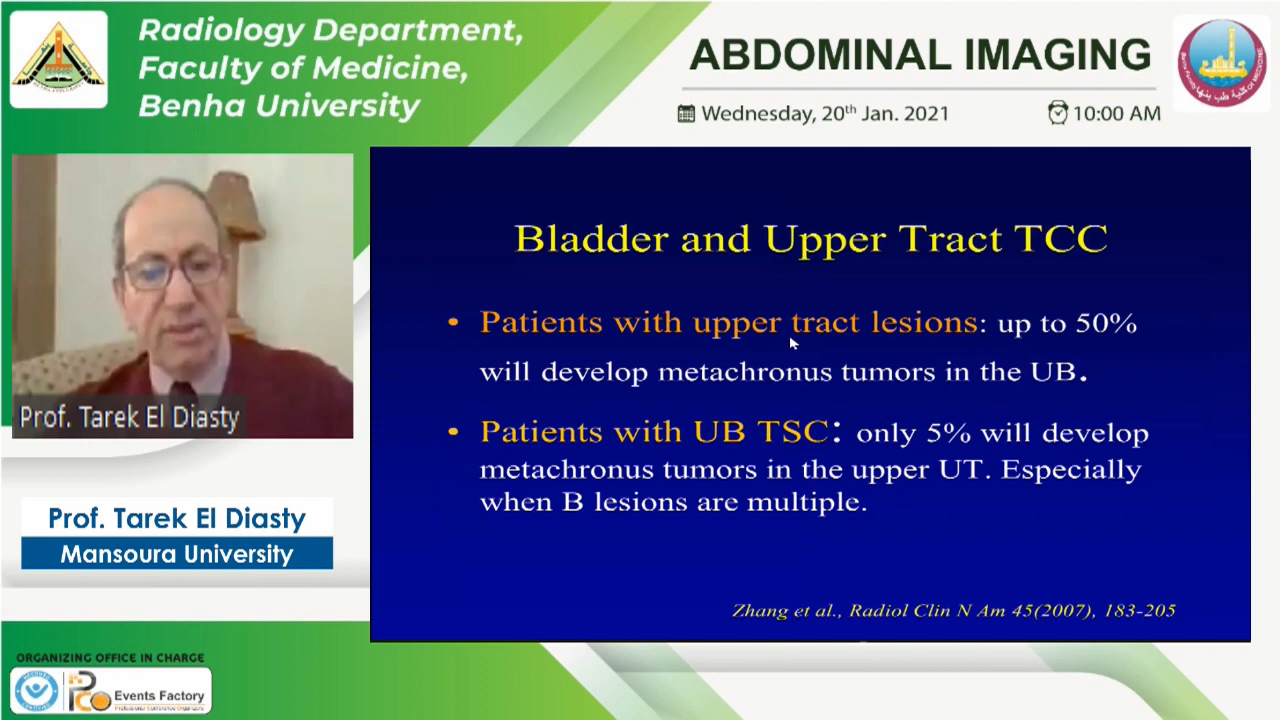 Radiology Department,
Faculty of Medicine,
Benha University
ABDOMINAL IMAGING
Wednesday, 20th Jan. 2021
10:00 AM
Prof. Tarek El Diasty
Prof. Tarek El Diasty
Mansoura University
Bladder and Upper Tract TCC
• Patients with upper tract lesions: up to 50%
will develop metachronus tumors in the UB.
• Patients with UB TSC: only 5% will develop
metachronus tumors in the upper UT. Especially
when B lesions are multiple.
Zhang et al., Radiol Clin N Am 45(2007), 183-205
ORGANIZING OFFICE IN CHARGE
Events Factory